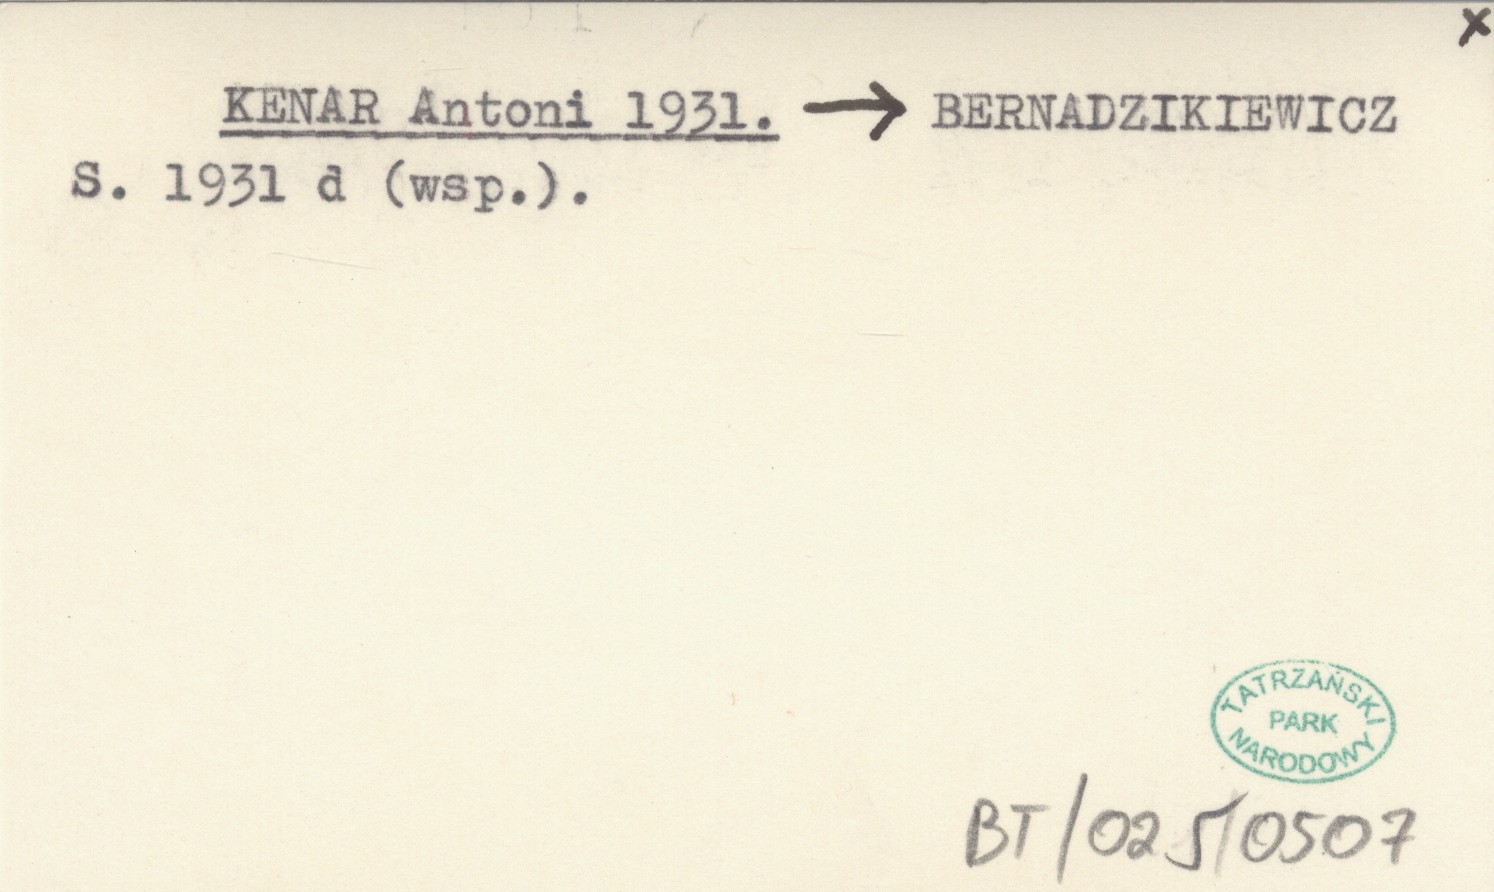 x
KENAR Antoni 1931. → BERNADZIKIEWICZ
S. 1931 d (wsp.).
TATRZAŃSKI
PARK
NARODOWY
BT/025/0507